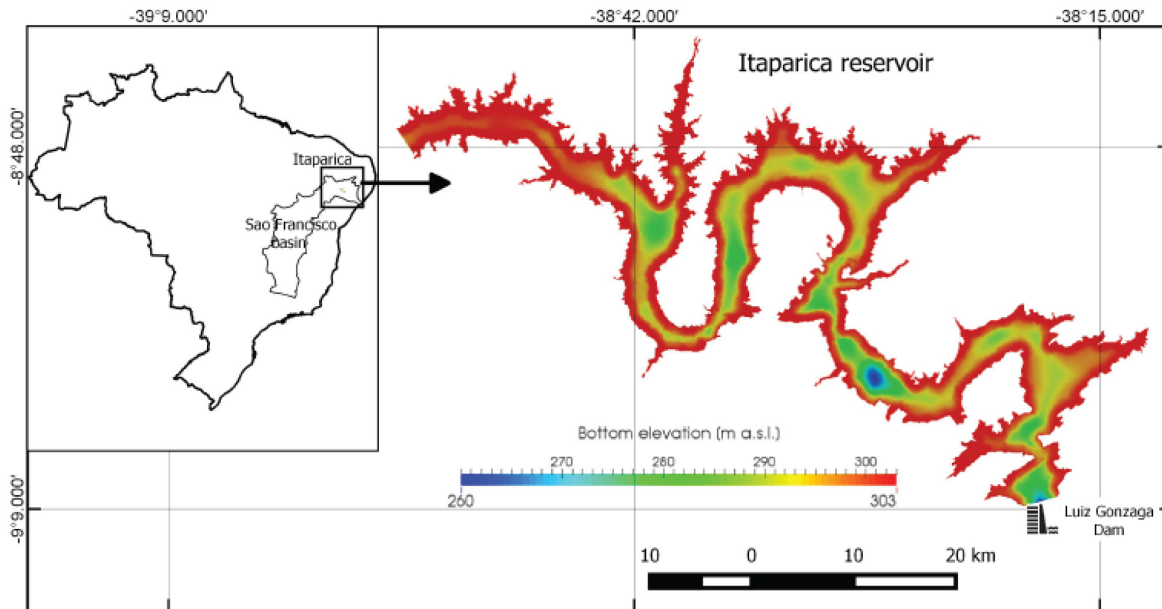 -39°9.000'
-38°42.000'
-38°15.000'
-8°48.000'
-9°9.000'
Itaparica reservoir
Itaparica
Sao Francisco
Basin
Bottom elevation (m a.s.l.)
270
280
290
300
260
303
Luiz Gonzaga
Dam
10
0
10
20 km